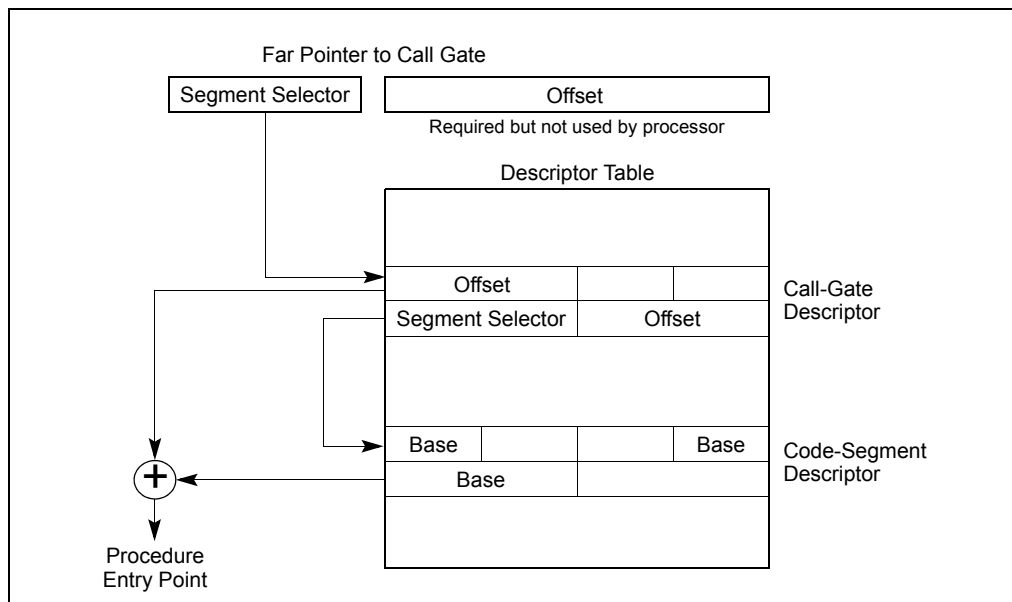 Far Pointer to Call Gate
Segment Selector
Offset
Required but not used by processor
Descriptor Table
Offset
Segment Selector
Offset
Call-Gate
Descriptor
Base
Base
Base
Code-Segment
Descriptor
+
Procedure
Entry Point